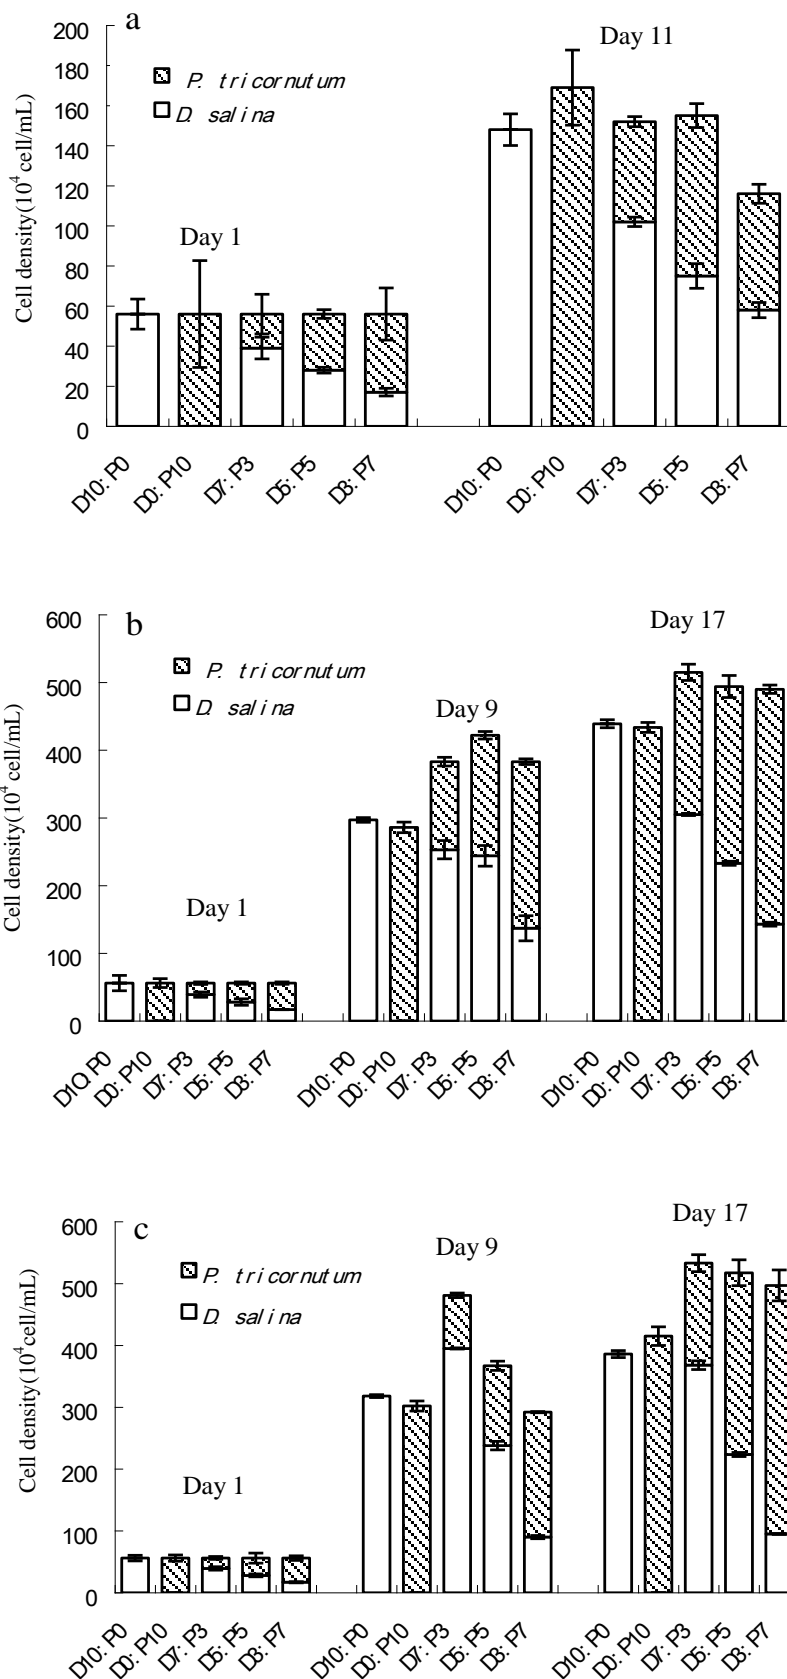 a
200
180
160
140
120
100
80
60
40
20
0
Cell density(10⁴ cell/mL)
P. tricornutum
D. salina
Day 1
Day 11
D10: P0
D0: P10
D7: P3
D5: P5
D3: P7
D10: P0
D0: P10
D7: P3
D5: P5
D3: P7
b
600
500
400
300
200
100
0
Cell density(10⁴ cell/mL)
P. tricornutum
D. salina
Day 1
Day 9
Day 17
D10: P0
D0: P10
D7: P3
D5: P5
D3: P7
D10: P0
D0: P10
D7: P3
D5: P5
D3: P7
D10: P0
D0: P10
D7: P3
D5: P5
D3: P7
c
600
500
400
300
200
100
0
Cell density(10⁴cell/mL)
P. tricornutum
D. salina
Day 1
Day 9
Day 17
D10: P0
D0: P10
D7: P3
D5: P5
D3: P7
D10: P0
D0: P10
D7: P3
D5: P5
D3: P7
D10: P0
D0: P10
D7: P3
D5: P5
D3: P7